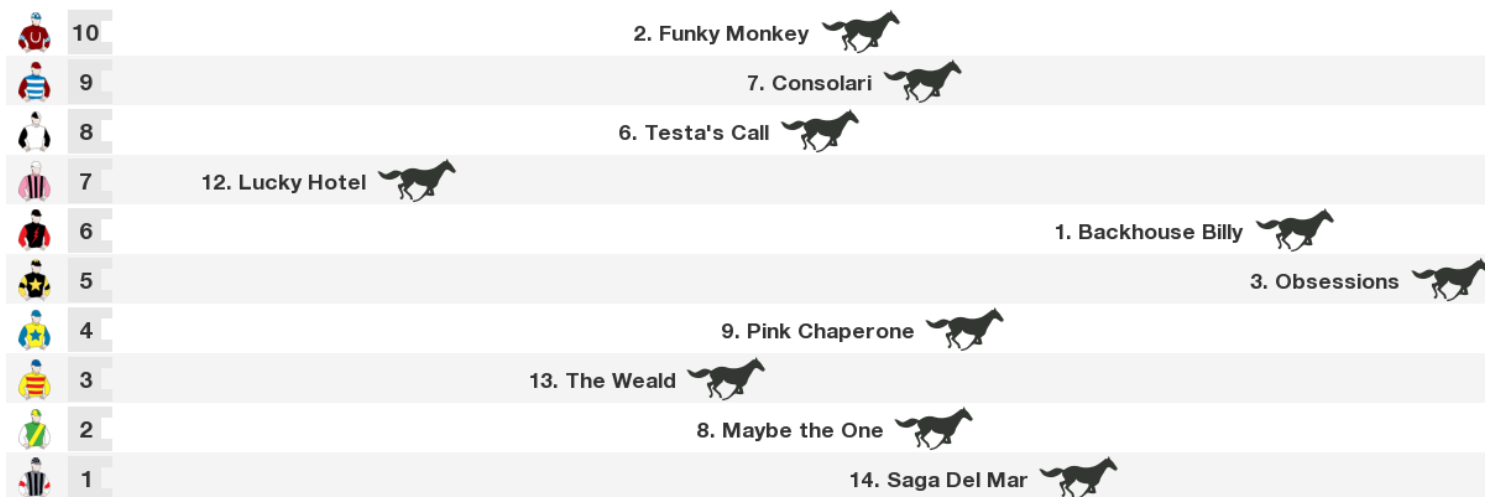 10 2. Funky Monkey
9 7. Consolari
8 6. Testa's Call
7 12. Lucky Hotel
6 1. Backhouse Billy
5 3. Obsessions
4 9. Pink Chaperone
3 13. The Weald
2 8. Maybe the One
1 14. Saga Del Mar